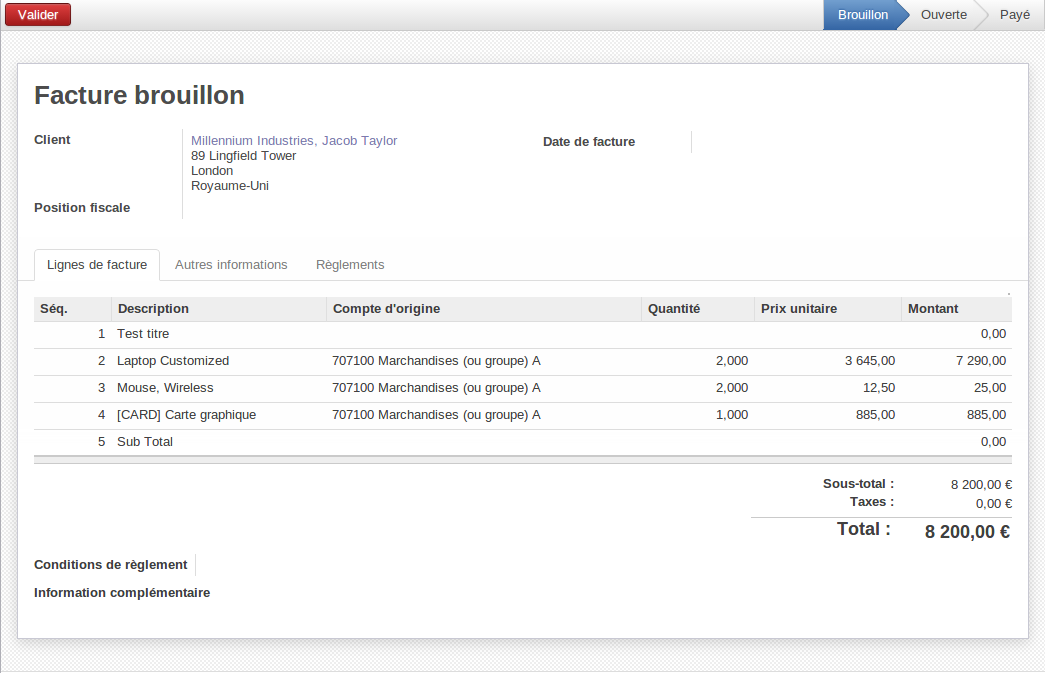 Valider Brouillon Ouverte Payé
Facture brouillon
Client Millennium Industries, Jacob Taylor Date de facture
89 Lingfield Tower
London
Royaume-Uni
Position fiscale
Lignes de facture Autres informations Règlements
Séq. Description Compte d'origine Quantité Prix unitaire Montant
1 Test titre 0,00
2 Laptop Customized 707100 Marchandises (ou groupe) A 2,000 3 645,00 7 290,00
3 Mouse, Wireless 707100 Marchandises (ou groupe) A 2,000 12,50 25,00
4 [CARD] Carte graphique 707100 Marchandises (ou groupe) A 1,000 885,00 885,00
5 Sub Total 0,00
Sous-total : 8 200,00 €
Taxes : 0,00 €
Total : 8 200,00 €
Conditions de règlement
Information complémentaire